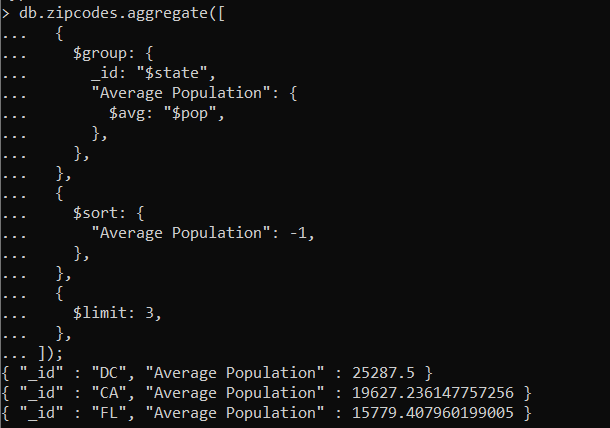 > db.zipcodes.aggregate([
...   {
...     $group: {
...       _id: "$state",
...       "Average Population": {
...         $avg: "$pop",
...       },
...     },
...   },
...   {
...     $sort: {
...       "Average Population": -1,
...     },
...   },
...   {
...     $limit: 3,
...   },
... ]);
{ "_id" : "DC", "Average Population" : 25287.5 }
{ "_id" : "CA", "Average Population" : 19627.236147757256 }
{ "_id" : "FL", "Average Population" : 15779.407960199005 }